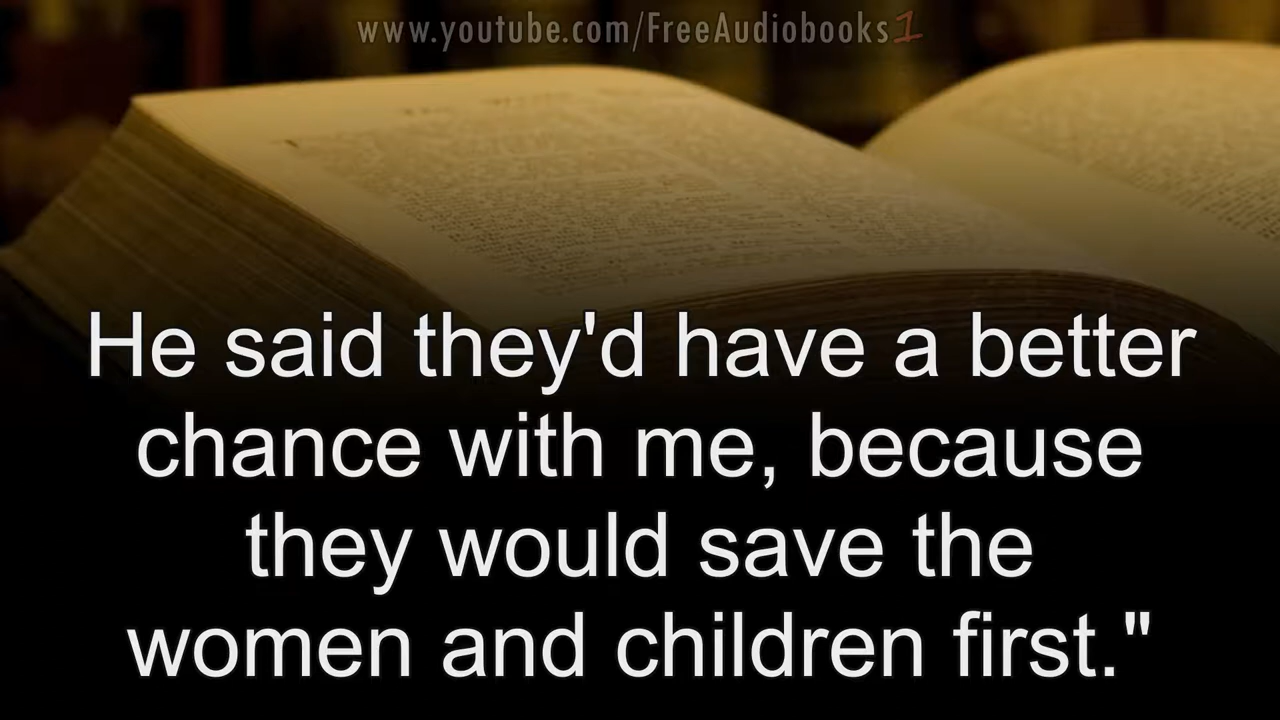 www.youtube.com/FreeAudiobooks1
He said they'd have a better
chance with me, because
they would save the
women and children first."